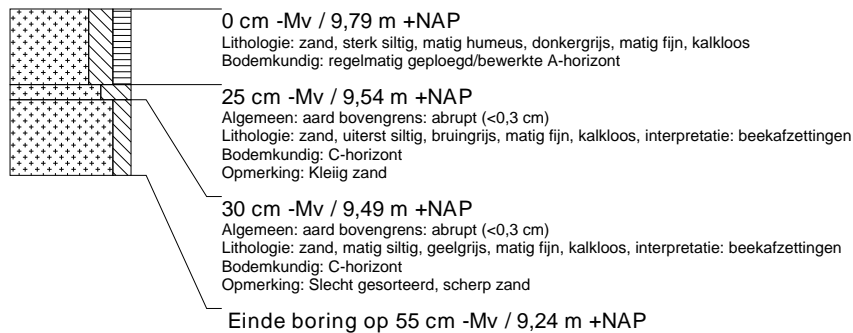 0 cm -Mv / 9,79 m +NAP
Lithologie: zand, sterk siltig, matig humeus, donkergrijs, matig fijn, kalkloos
Bodemkundig: regelmatig geploegd/bewerkte A-horizont
25 cm -Mv / 9,54 m +NAP
Algemeen: aard bovengrens: abrupt (<0,3 cm)
Lithologie: zand, uiterst siltig, bruingrijs, matig fijn, kalkloos, interpretatie: beekafzettingen
Bodemkundig: C-horizont
Opmerking: Kleiig zand
30 cm -Mv / 9,49 m +NAP
Algemeen: aard bovengrens: abrupt (<0,3 cm)
Lithologie: zand, matig siltig, geelgrijs, matig fijn, kalkloos, interpretatie: beekafzettingen
Bodemkundig: C-horizont
Opmerking: Slecht gesorteerd, scherp zand
Einde boring op 55 cm -Mv / 9,24 m +NAP